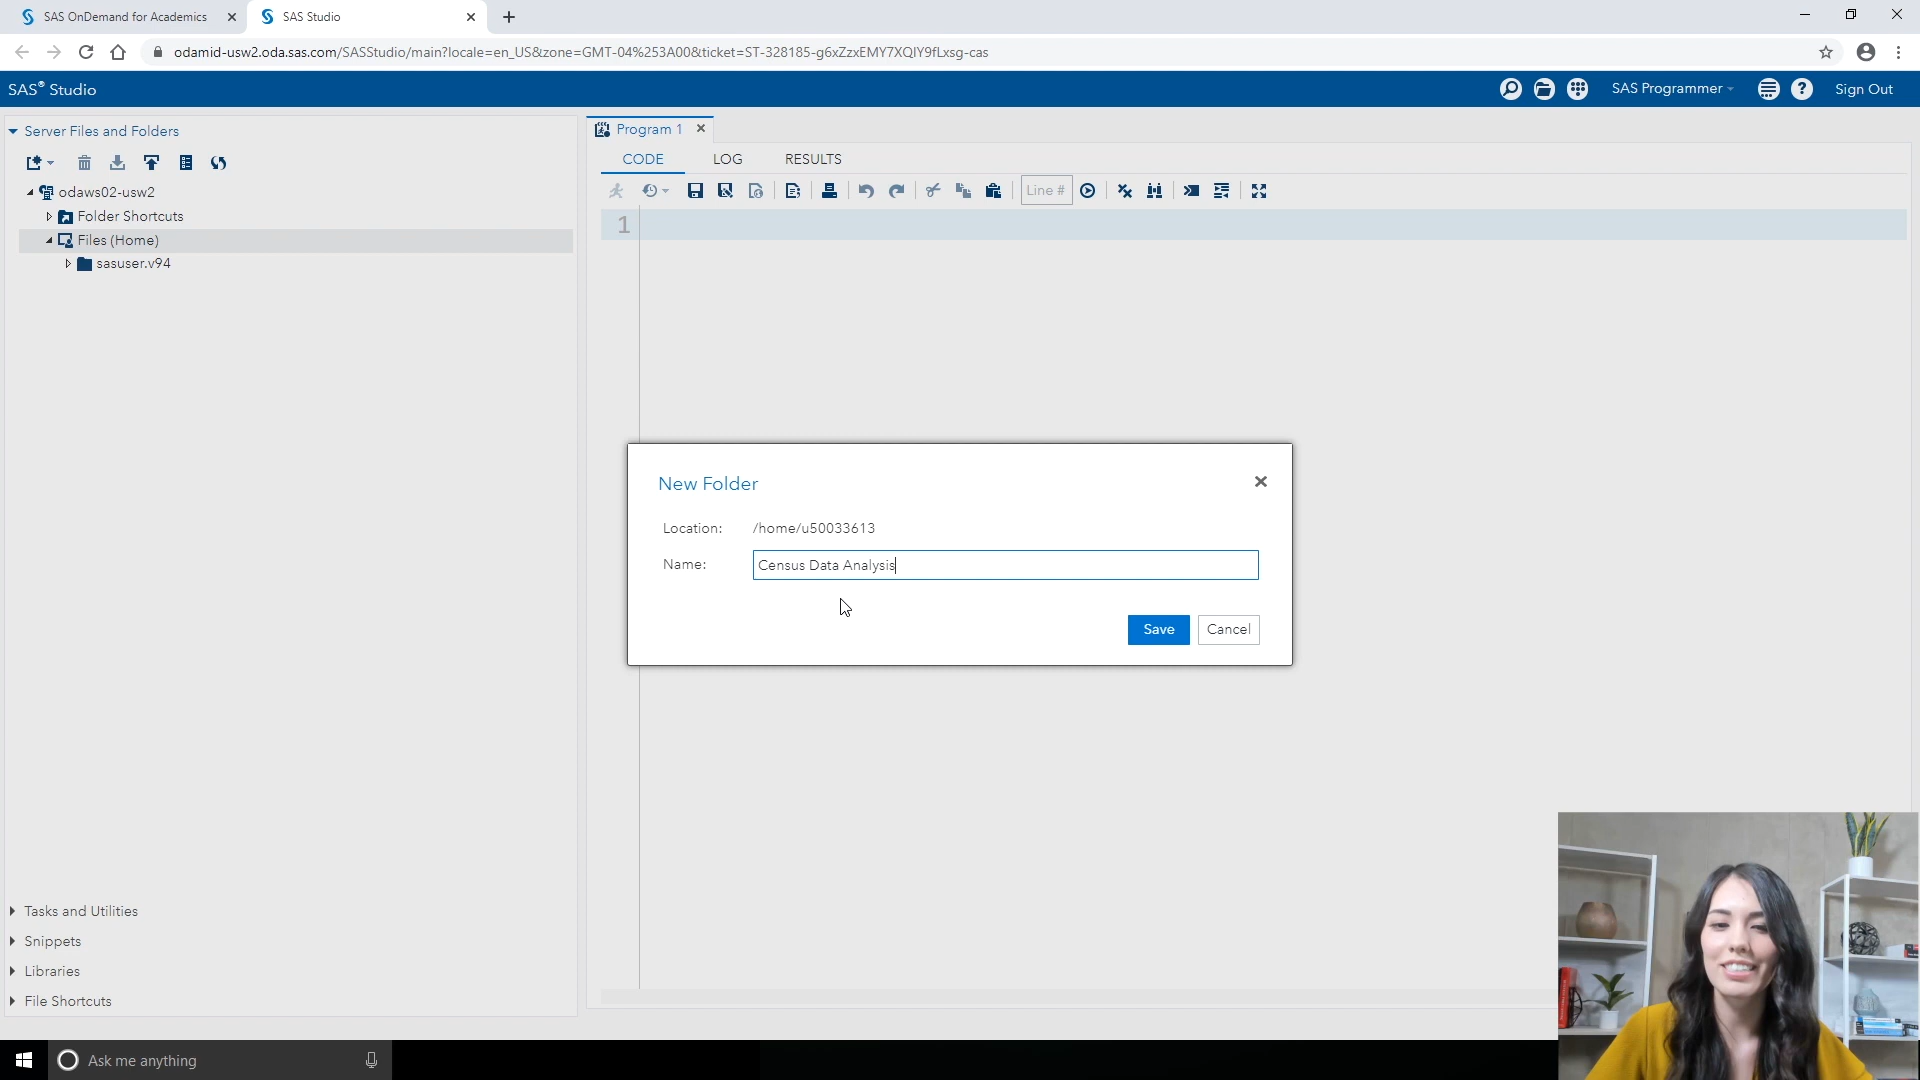 SAS OnDemand for Academics
SAS Studio
odamid-usw2.oda.sas.com/SASStudio/main?locale=en_US&zone=GMT-04%253A00&ticket=ST-328185-g6xZzxEMY7XQIY9fLxsg-cas
SAS® Studio
SAS Programmer
Sign Out
Server Files and Folders
odaws02-usw2
Folder Shortcuts
Files (Home)
sasuser.v94
Tasks and Utilities
Snippets
Libraries
File Shortcuts
Program 1
CODE LOG RESULTS
Line #
1
New Folder
Location: /home/u50033613
Name: Census Data Analysis
Save Cancel
Ask me anything